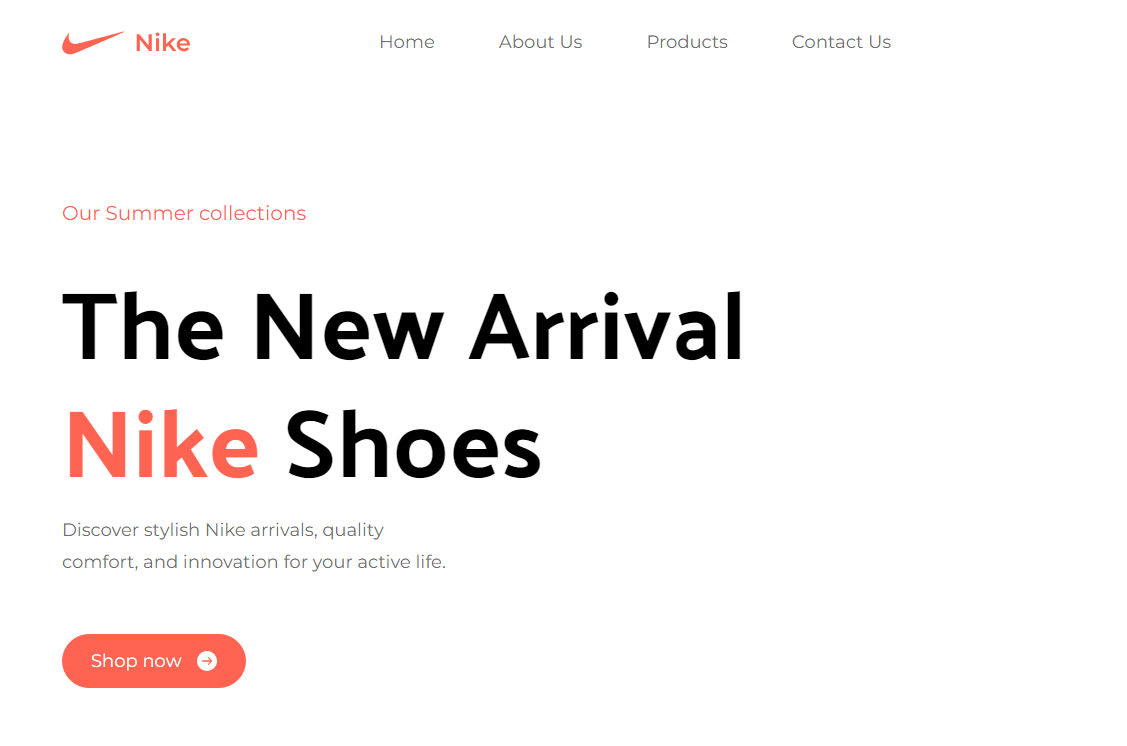 Nike
Home About Us Products Contact Us
Our Summer collections
The New Arrival
Nike Shoes
Discover stylish Nike arrivals, quality
comfort, and innovation for your active life.
Shop now